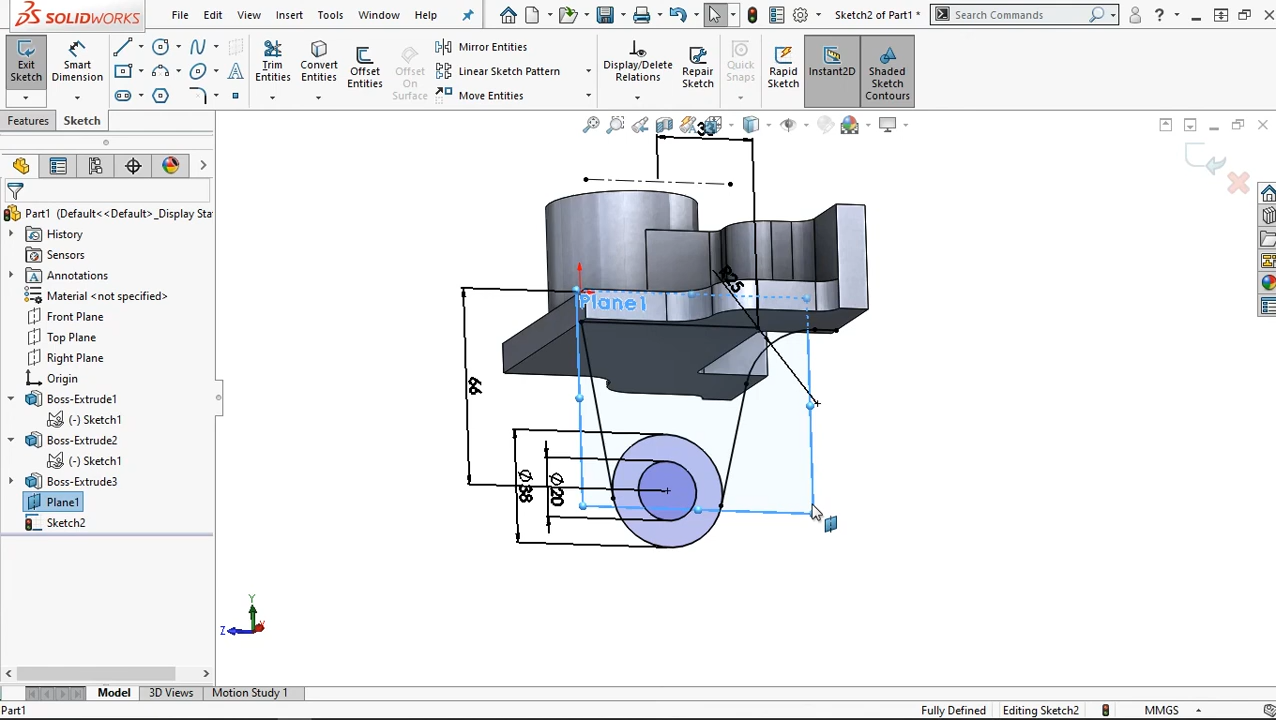 SOLIDWORKS
File
Edit
View
Insert
Tools
Window
Help
Sketch2 of Part1 *
Search Commands
Exit Sketch
Smart Dimension
Trim Entities
Convert Entities
Offset Entities
Offset On Surface
Mirror Entities
Linear Sketch Pattern
Move Entities
Display/Delete Relations
Repair Sketch
Quick Snaps
Rapid Sketch
Instant2D
Shaded Sketch Contours
Features
Sketch
Part1 (Default<<Default>_Display Sta
History
Sensors
Annotations
Material <not specified>
Front Plane
Top Plane
Right Plane
Origin
Boss-Extrude1
(-) Sketch1
Boss-Extrude2
(-) Sketch1
Boss-Extrude3
Plane1
Sketch2
R25
Plane1
66
Ø38
Ø20
Y
Z
Model
3D Views
Motion Study 1
Part1
Fully Defined
Editing Sketch2
MMGS